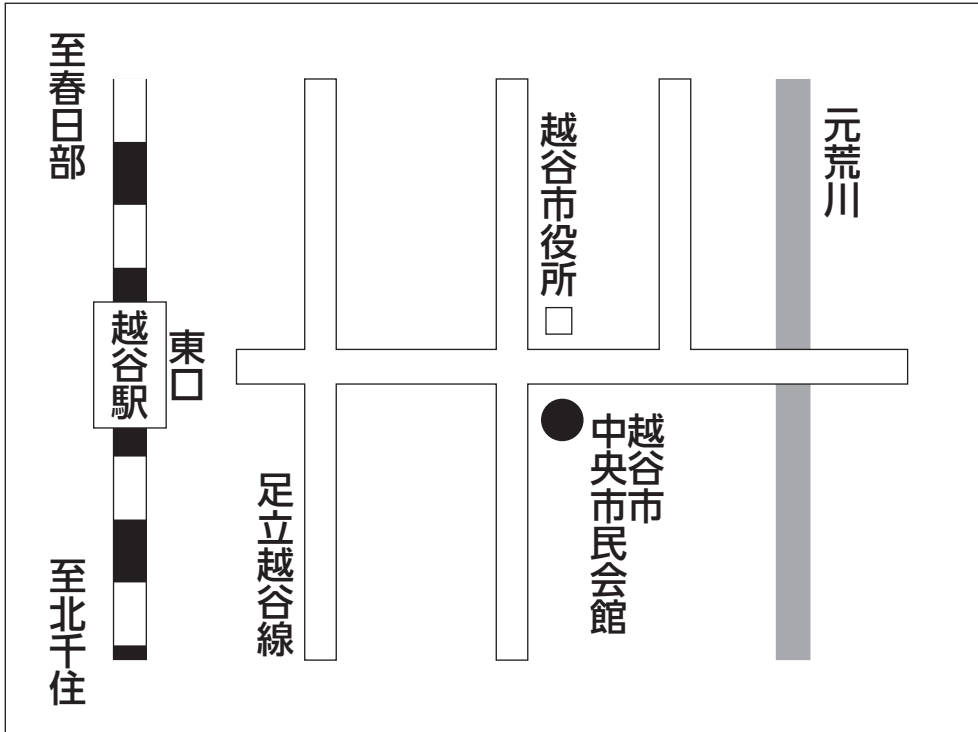 至春日部
越谷駅
東口
至北千住
足立越谷線
越谷市役所
越谷市
中央市民会館
元荒川